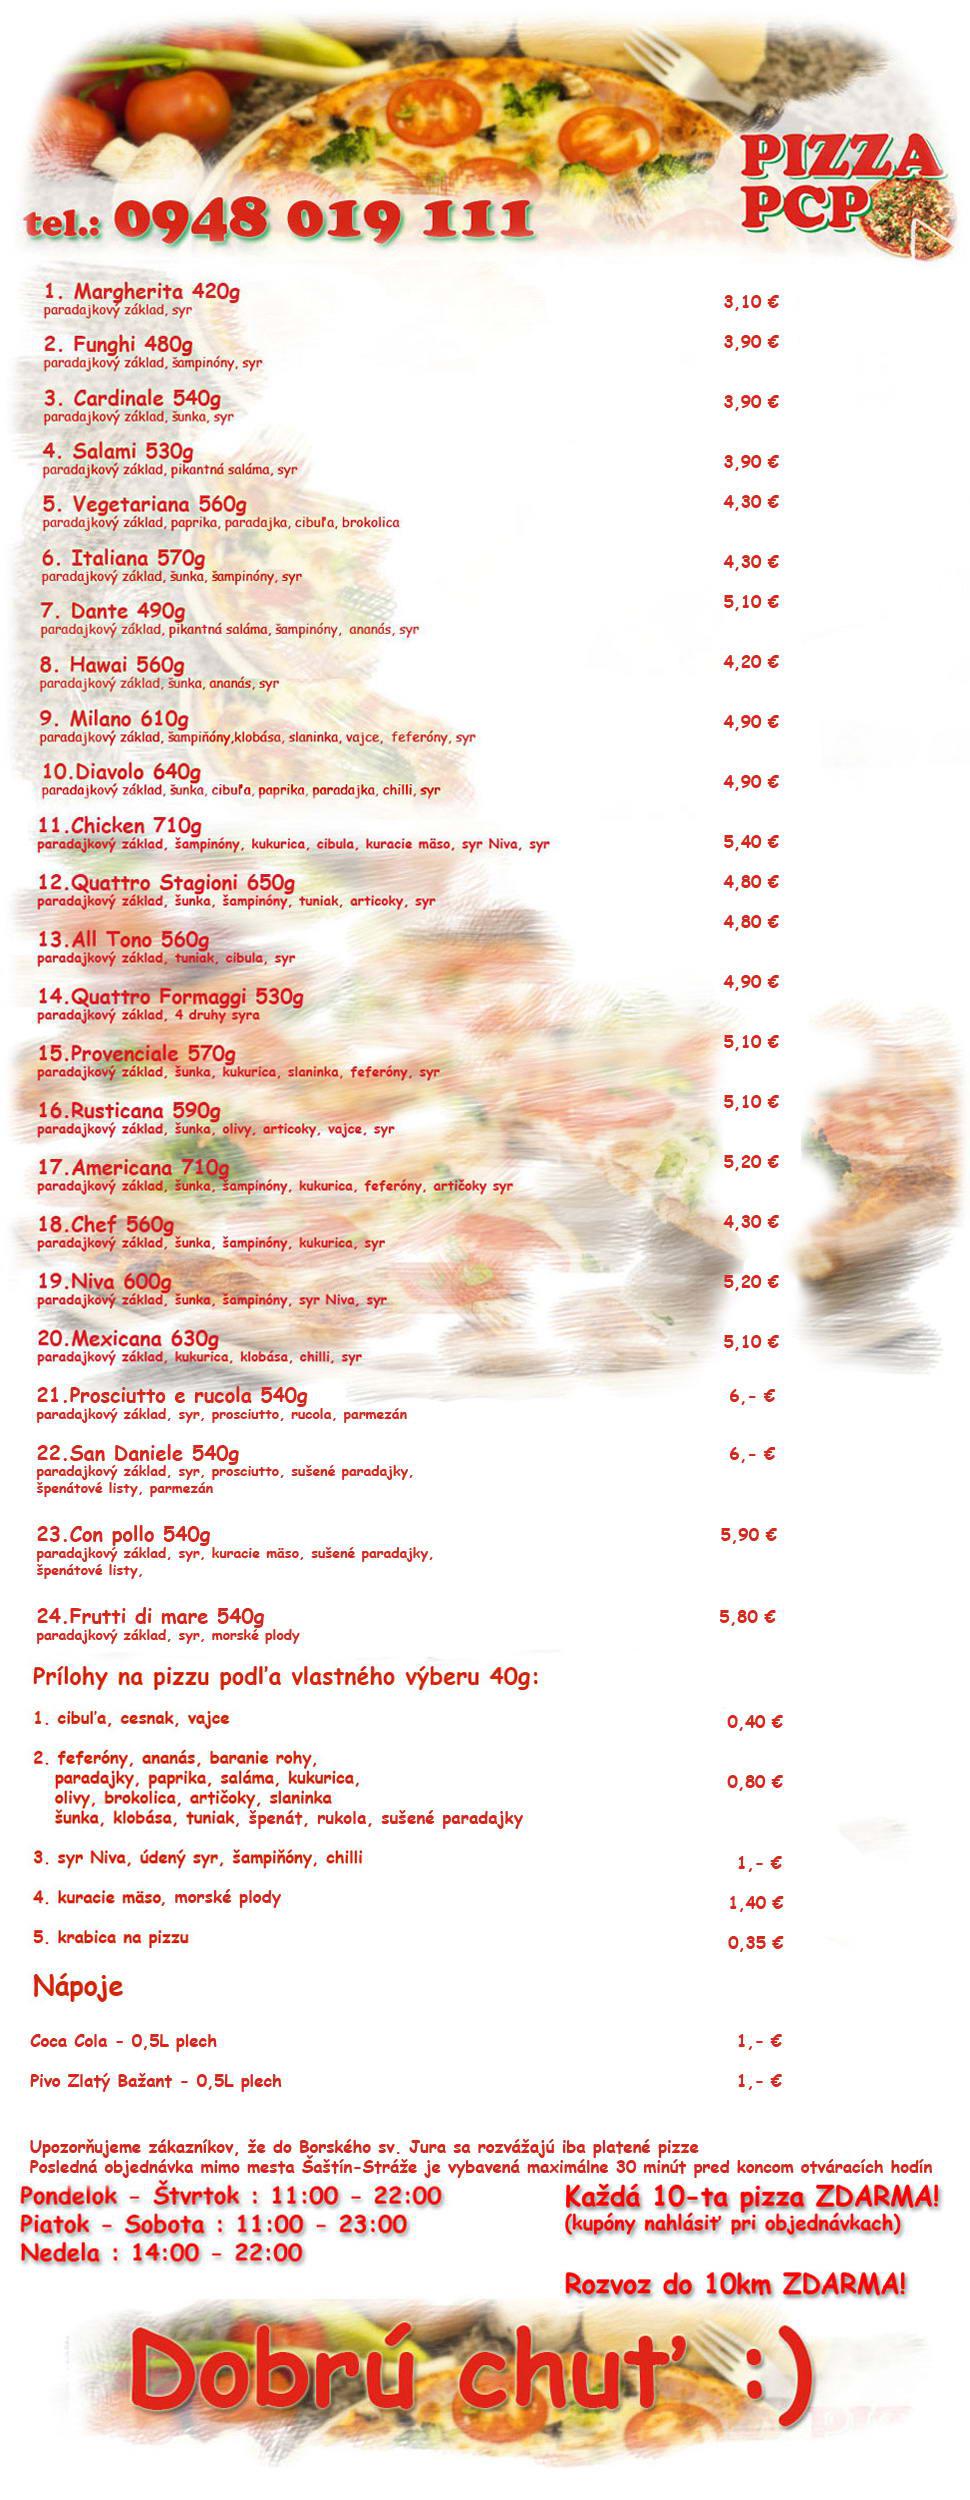 tel.: 0948 019 111
PIZZA
PCP
1. Margherita 420g
paradajkový základ, syr
3,10 €
2. Funghi 480g
paradajkový základ, šampinóny, syr
3,90 €
3. Cardinale 540g
paradajkový základ, šunka, syr
3,90 €
4. Salami 530g
paradajkový základ, pikantná saláma, syr
3,90 €
5. Vegetariana 560g
paradajkový základ, paprika, paradajka, cibuľa, brokolica
4,30 €
6. Italiana 570g
paradajkový základ, šunka, šampinóny, syr
4,30 €
7. Dante 490g
paradajkový základ, pikantná saláma, šampinóny, ananás, syr
5,10 €
8. Hawai 560g
paradajkový základ, šunka, ananás, syr
4,20 €
9. Milano 610g
paradajkový základ, šampiňóny,klobása, slaninka, vajce, feferóny, syr
4,90 €
10.Diavolo 640g
paradajkový základ, šunka, cibuľa, paprika, paradajka, chilli, syr
4,90 €
11.Chicken 710g
paradajkový základ, šampinóny, kukurica, cibula, kuracie mäso, syr Niva, syr
5,40 €
12.Quattro Stagioni 650g
paradajkový základ, šunka, šampinóny, tuniak, articoky, syr
4,80 €
13.All Tono 560g
paradajkový základ, tuniak, cibula, syr
4,80 €
14.Quattro Formaggi 530g
paradajkový základ, 4 druhy syra
4,90 €
15.Provenciale 570g
paradajkový základ, šunka, kukurica, slaninka, feferóny, syr
5,10 €
16.Rusticana 590g
paradajkový základ, šunka, olivy, articoky, vajce, syr
5,10 €
17.Americana 710g
paradajkový základ, šunka, šampinóny, kukurica, feferóny, artičoky syr
5,20 €
18.Chef 560g
paradajkový základ, šunka, šampinóny, kukurica, syr
4,30 €
19.Niva 600g
paradajkový základ, šunka, šampinóny, syr Niva, syr
5,20 €
20.Mexicana 630g
paradajkový základ, kukurica, klobása, chilli, syr
5,10 €
21.Prosciutto e rucola 540g
paradajkový základ, syr, prosciutto, rucola, parmezán
6,- €
22.San Daniele 540g
paradajkový základ, syr, prosciutto, sušené paradajky,
špenátové listy, parmezán
6,- €
23.Con pollo 540g
paradajkový základ, syr, kuracie mäso, sušené paradajky,
špenátové listy,
5,90 €
24.Frutti di mare 540g
paradajkový základ, syr, morské plody
5,80 €
Prílohy na pizzu podľa vlastného výberu 40g:
1. cibuľa, cesnak, vajce
0,40 €
2. feferóny, ananás, baranie rohy,
paradajky, paprika, saláma, kukurica,
olivy, brokolica, artičoky, slaninka
šunka, klobása, tuniak, špenát, rukola, sušené paradajky
0,80 €
3. syr Niva, údený syr, šampiňóny, chilli
1,- €
4. kuracie mäso, morské plody
1,40 €
5. krabica na pizzu
0,35 €
Nápoje
Coca Cola - 0,5L plech
1,- €
Pivo Zlatý Bažant - 0,5L plech
1,- €
Upozorňujeme zákazníkov, že do Borského sv. Jura sa rozvážajú iba platené pizze
Posledná objednávka mimo mesta Šaštín-Stráže je vybavená maximálne 30 minút pred koncom otváracích hodín
Pondelok - Štvrtok : 11:00 - 22:00
Piatok - Sobota : 11:00 - 23:00
Nedela : 14:00 - 22:00
Každá 10-ta pizza ZDARMA!
(kupóny nahlásiť pri objednávkach)
Rozvoz do 10km ZDARMA!
Dobrú chuť :)